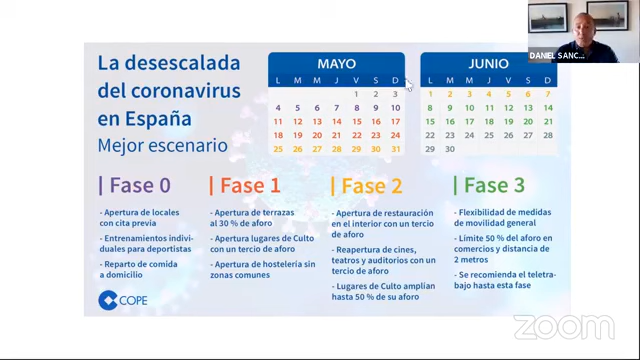 DANIEL SANC...
La desescalada
del coronavirus
en España
Mejor escenario
MAYO
L M M J V S D
1 2 3
4 5 6 7 8 9 10
11 12 13 14 15 16 17
18 19 20 21 22 23 24
25 26 27 28 29 30 31
JUNIO
L M M J V S D
1 2 3 4 5 6 7
8 9 10 11 12 13 14
15 16 17 18 19 20 21
22 23 24 25 26 27 28
29 30
Fase 0
- Apertura de locales
con cita previa
- Entrenamientos indivi-
duales para deportistas
- Reparto de comida
a domicilio
Fase 1
- Apertura de terrazas
al 30 % de aforo
- Apertura lugares de Culto
con un tercio de aforo
- Apertura de hostelería sin
zonas comunes
Fase 2
- Apertura de restauración
en el interior con un tercio
de aforo
- Reapertura de cines,
teatros y auditorios con un
tercio de aforo
- Lugares de Culto amplían
hasta 50 % de su aforo
Fase 3
- Flexibilidad de medidas
de movilidad general
- Límite 50 % del aforo en
comercios y distancia de
2 metros
- Se recomienda el teletra-
bajo hasta esta fase
COPE
zoom